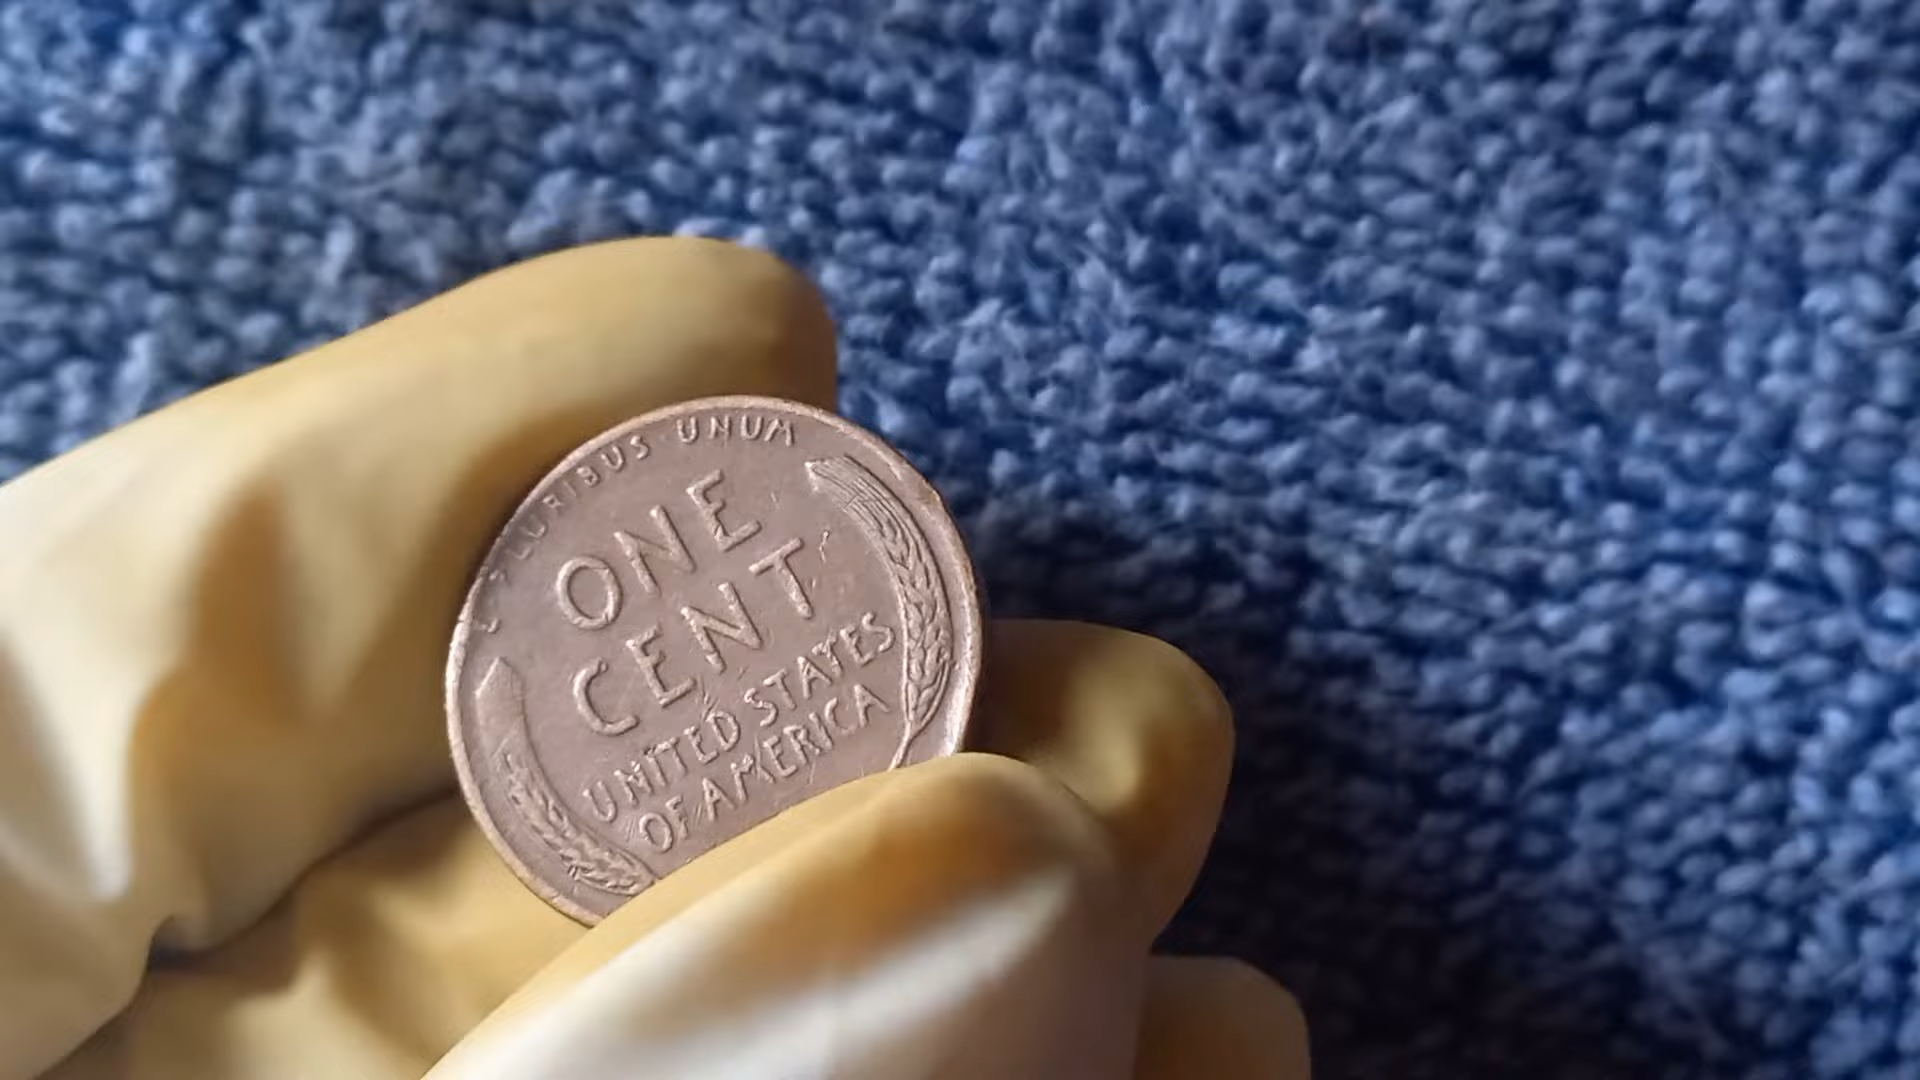 E PLURIBUS UNUM
ONE
CENT
UNITED STATES
OF AMERICA